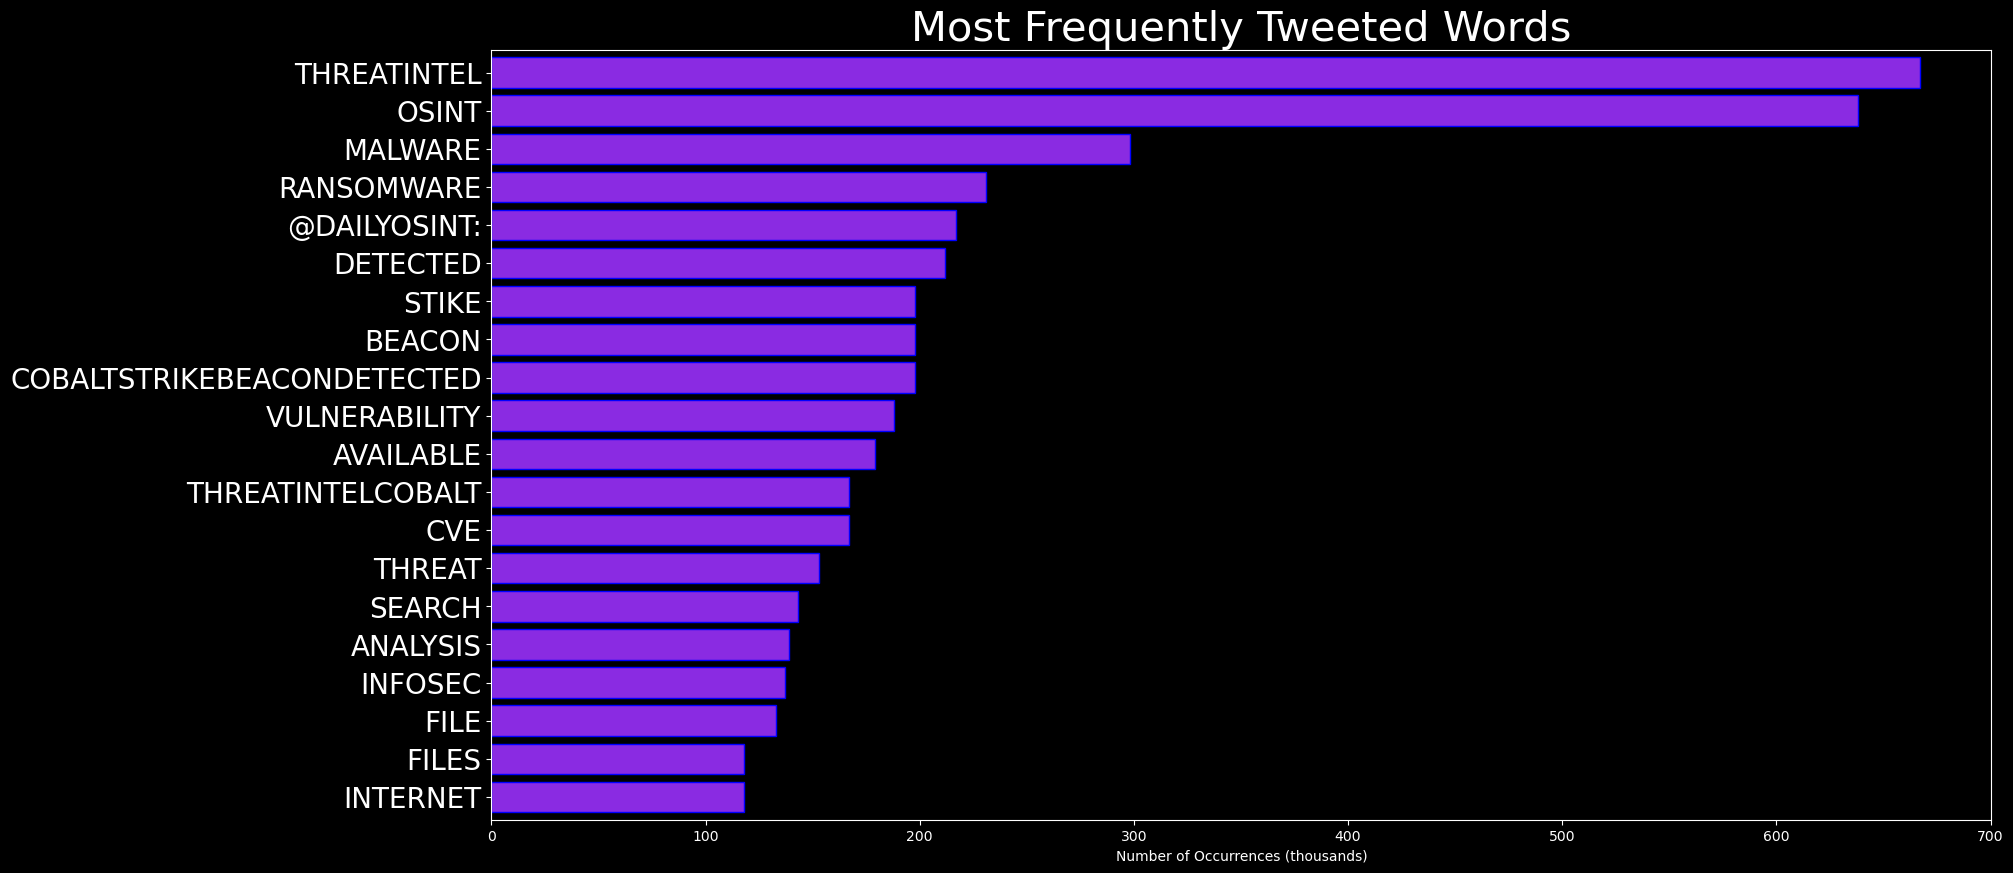 Most Frequently Tweeted Words
THREATINTEL
OSINT
MALWARE
RANSOMWARE
@DAILYOSINT:
DETECTED
STIKE
BEACON
COBALTSTRIKEBEACONDETECTED
VULNERABILITY
AVAILABLE
THREATINTELCOBALT
CVE
THREAT
SEARCH
ANALYSIS
INFOSEC
FILE
FILES
INTERNET
0 100 200 300 400 500 600 700
Number of Occurrences (thousands)